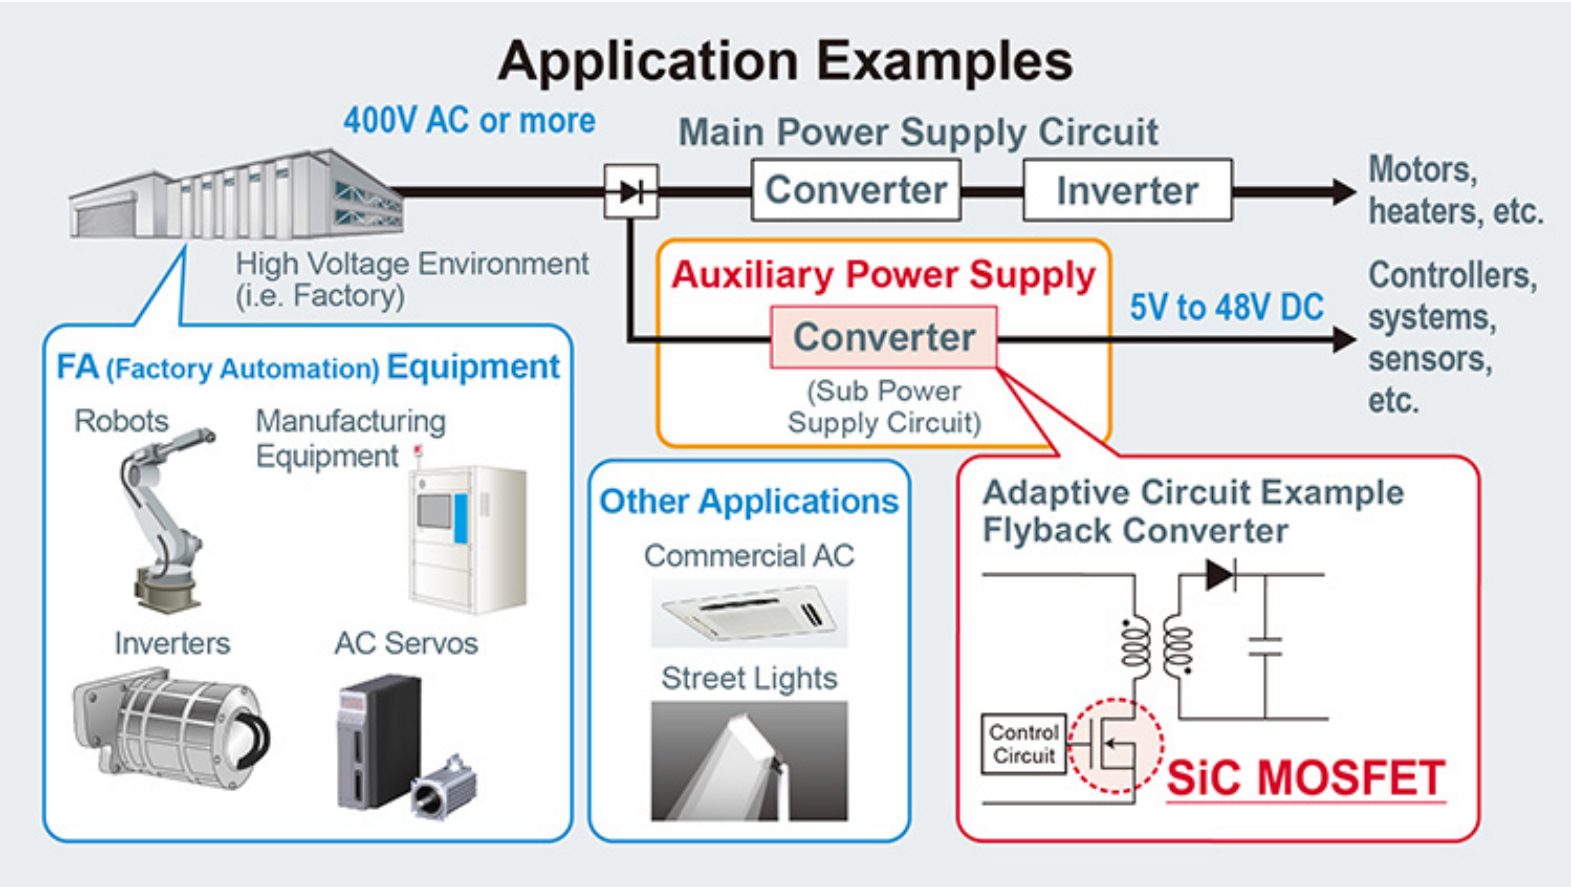 Application Examples
400V AC or more
Main Power Supply Circuit
Converter
Inverter
Motors,
heaters, etc.
High Voltage Environment
(i.e. Factory)
Auxiliary Power Supply
Converter
(Sub Power
Supply Circuit)
5V to 48V DC
Controllers,
systems,
sensors,
etc.
FA (Factory Automation) Equipment
Robots
Manufacturing
Equipment
Inverters
AC Servos
Other Applications
Commercial AC
Street Lights
Adaptive Circuit Example
Flyback Converter
Control
Circuit
SiC MOSFET